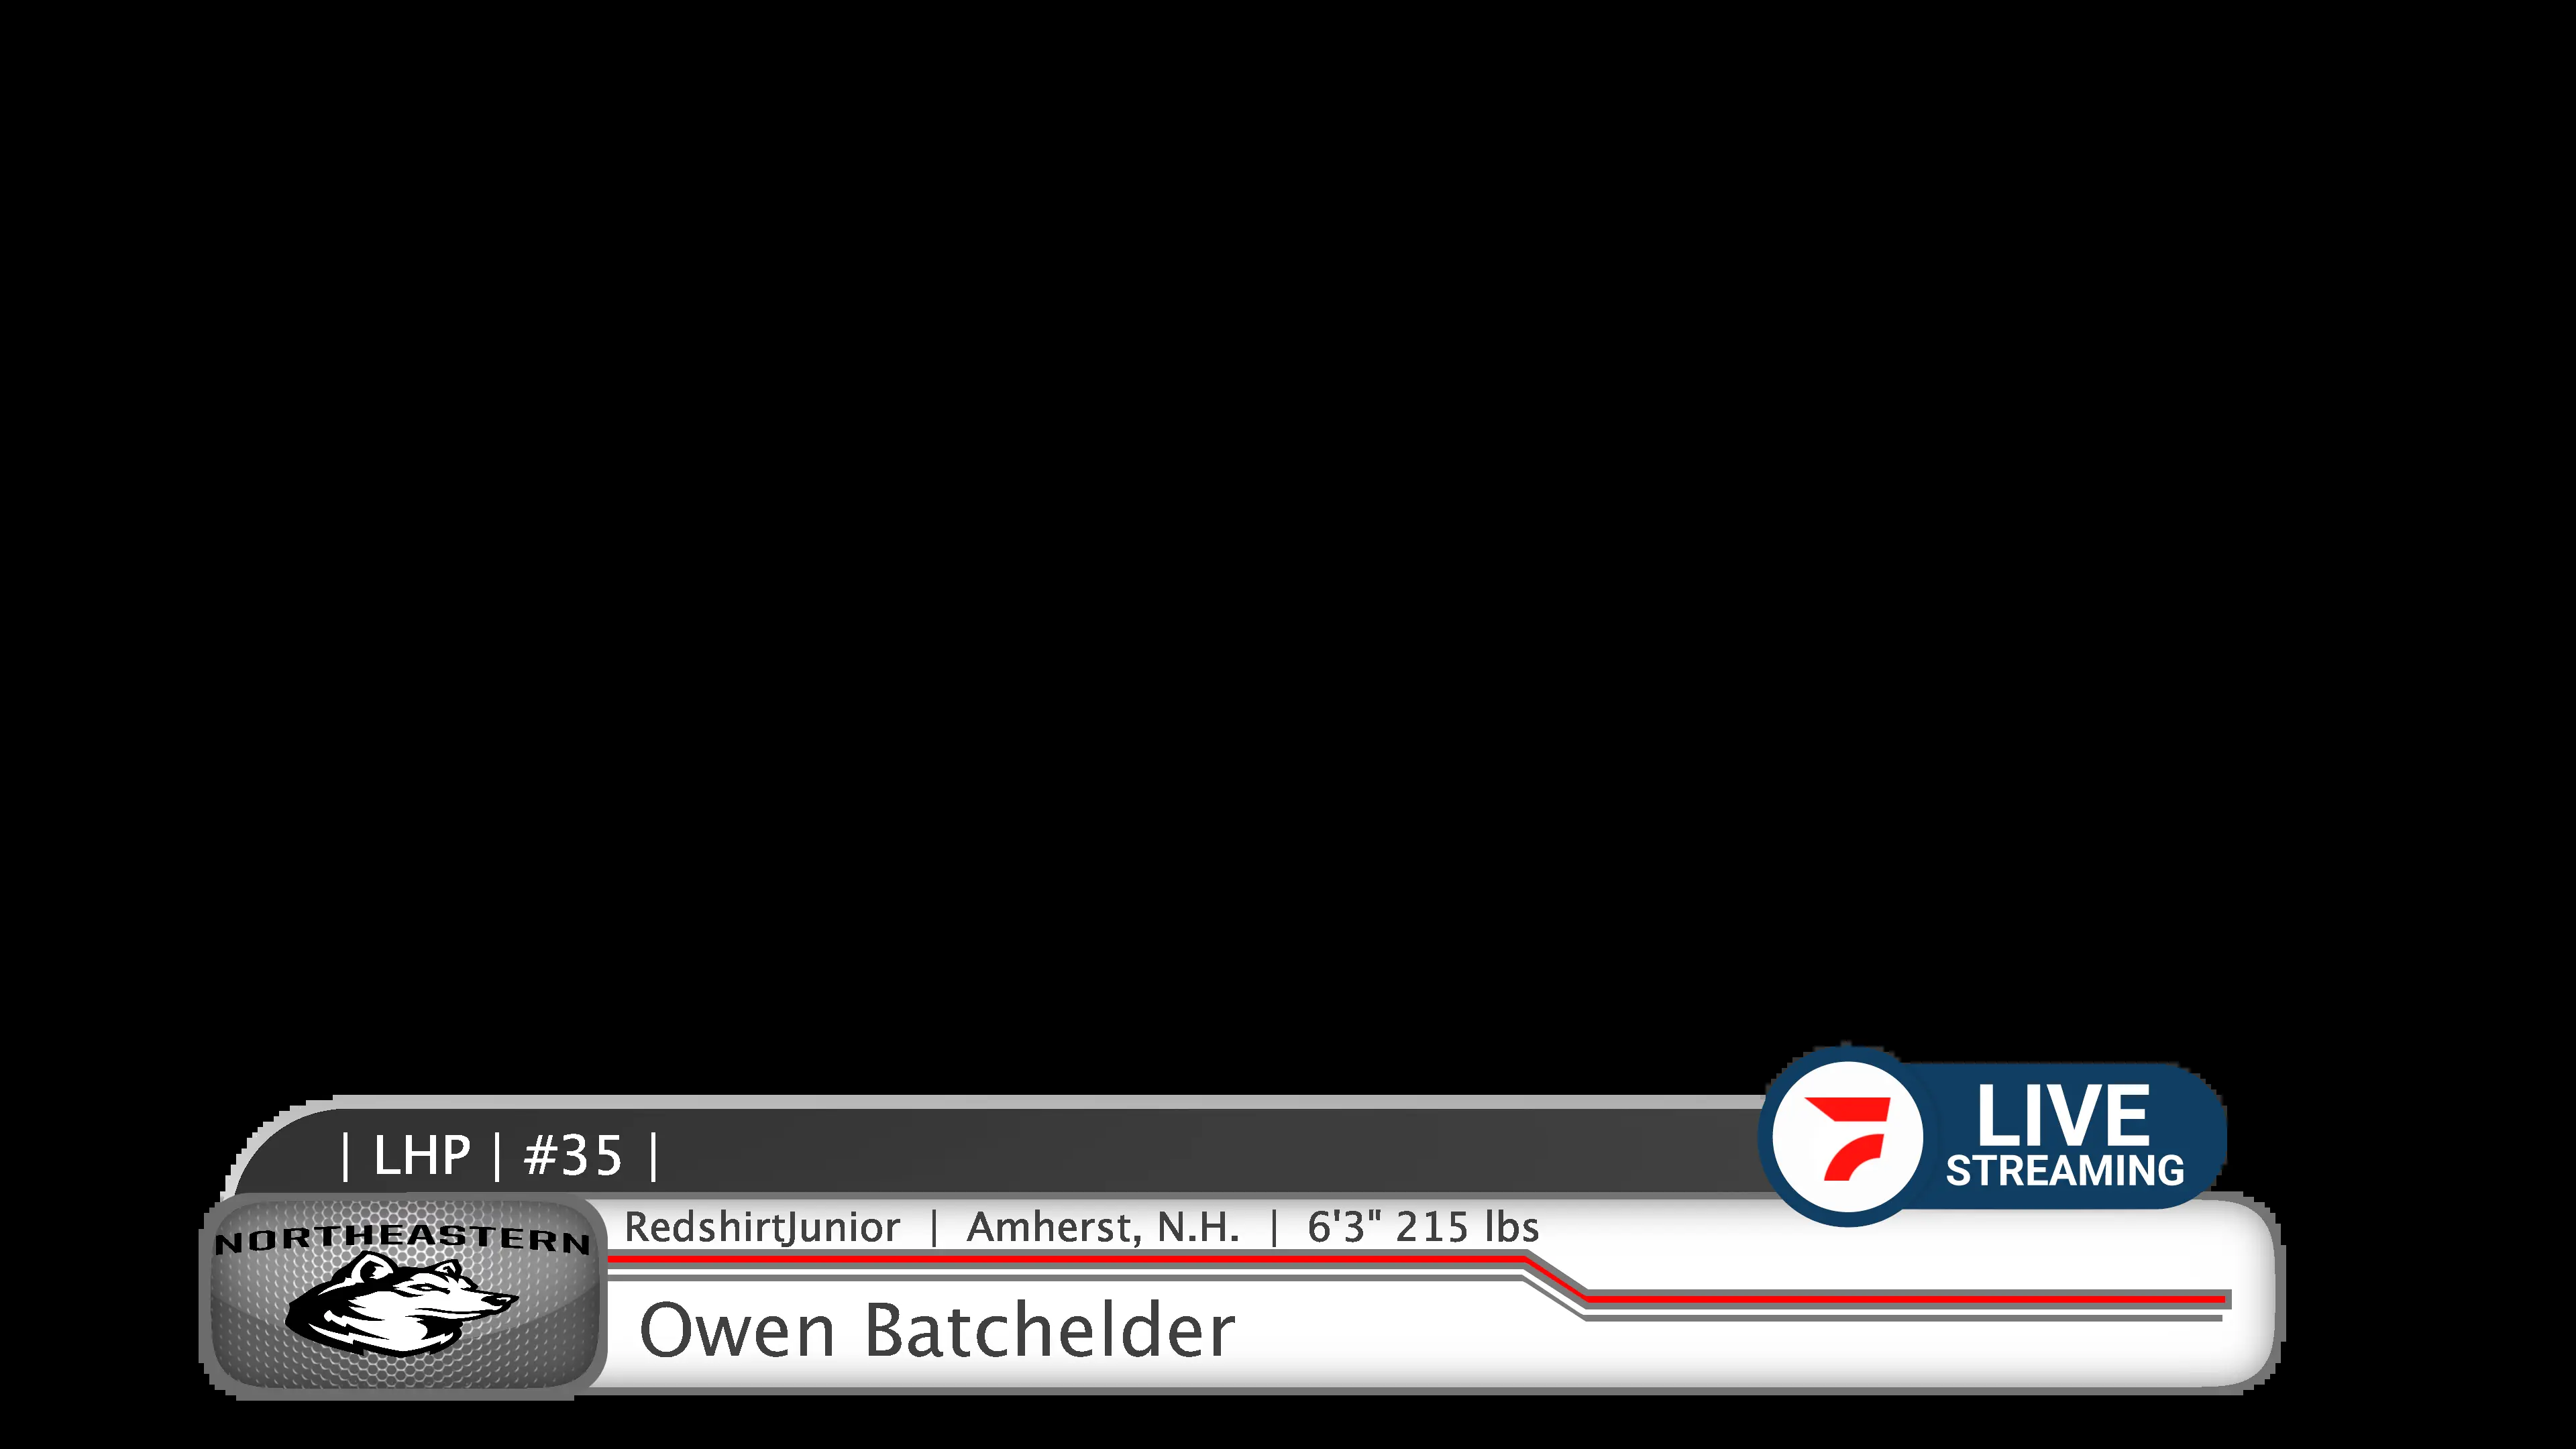 | LHP | #35 |
LIVE
STREAMING
NORTHEASTERN
RedshirtJunior | Amherst, N.H. | 6'3" 215 lbs
Owen Batchelder